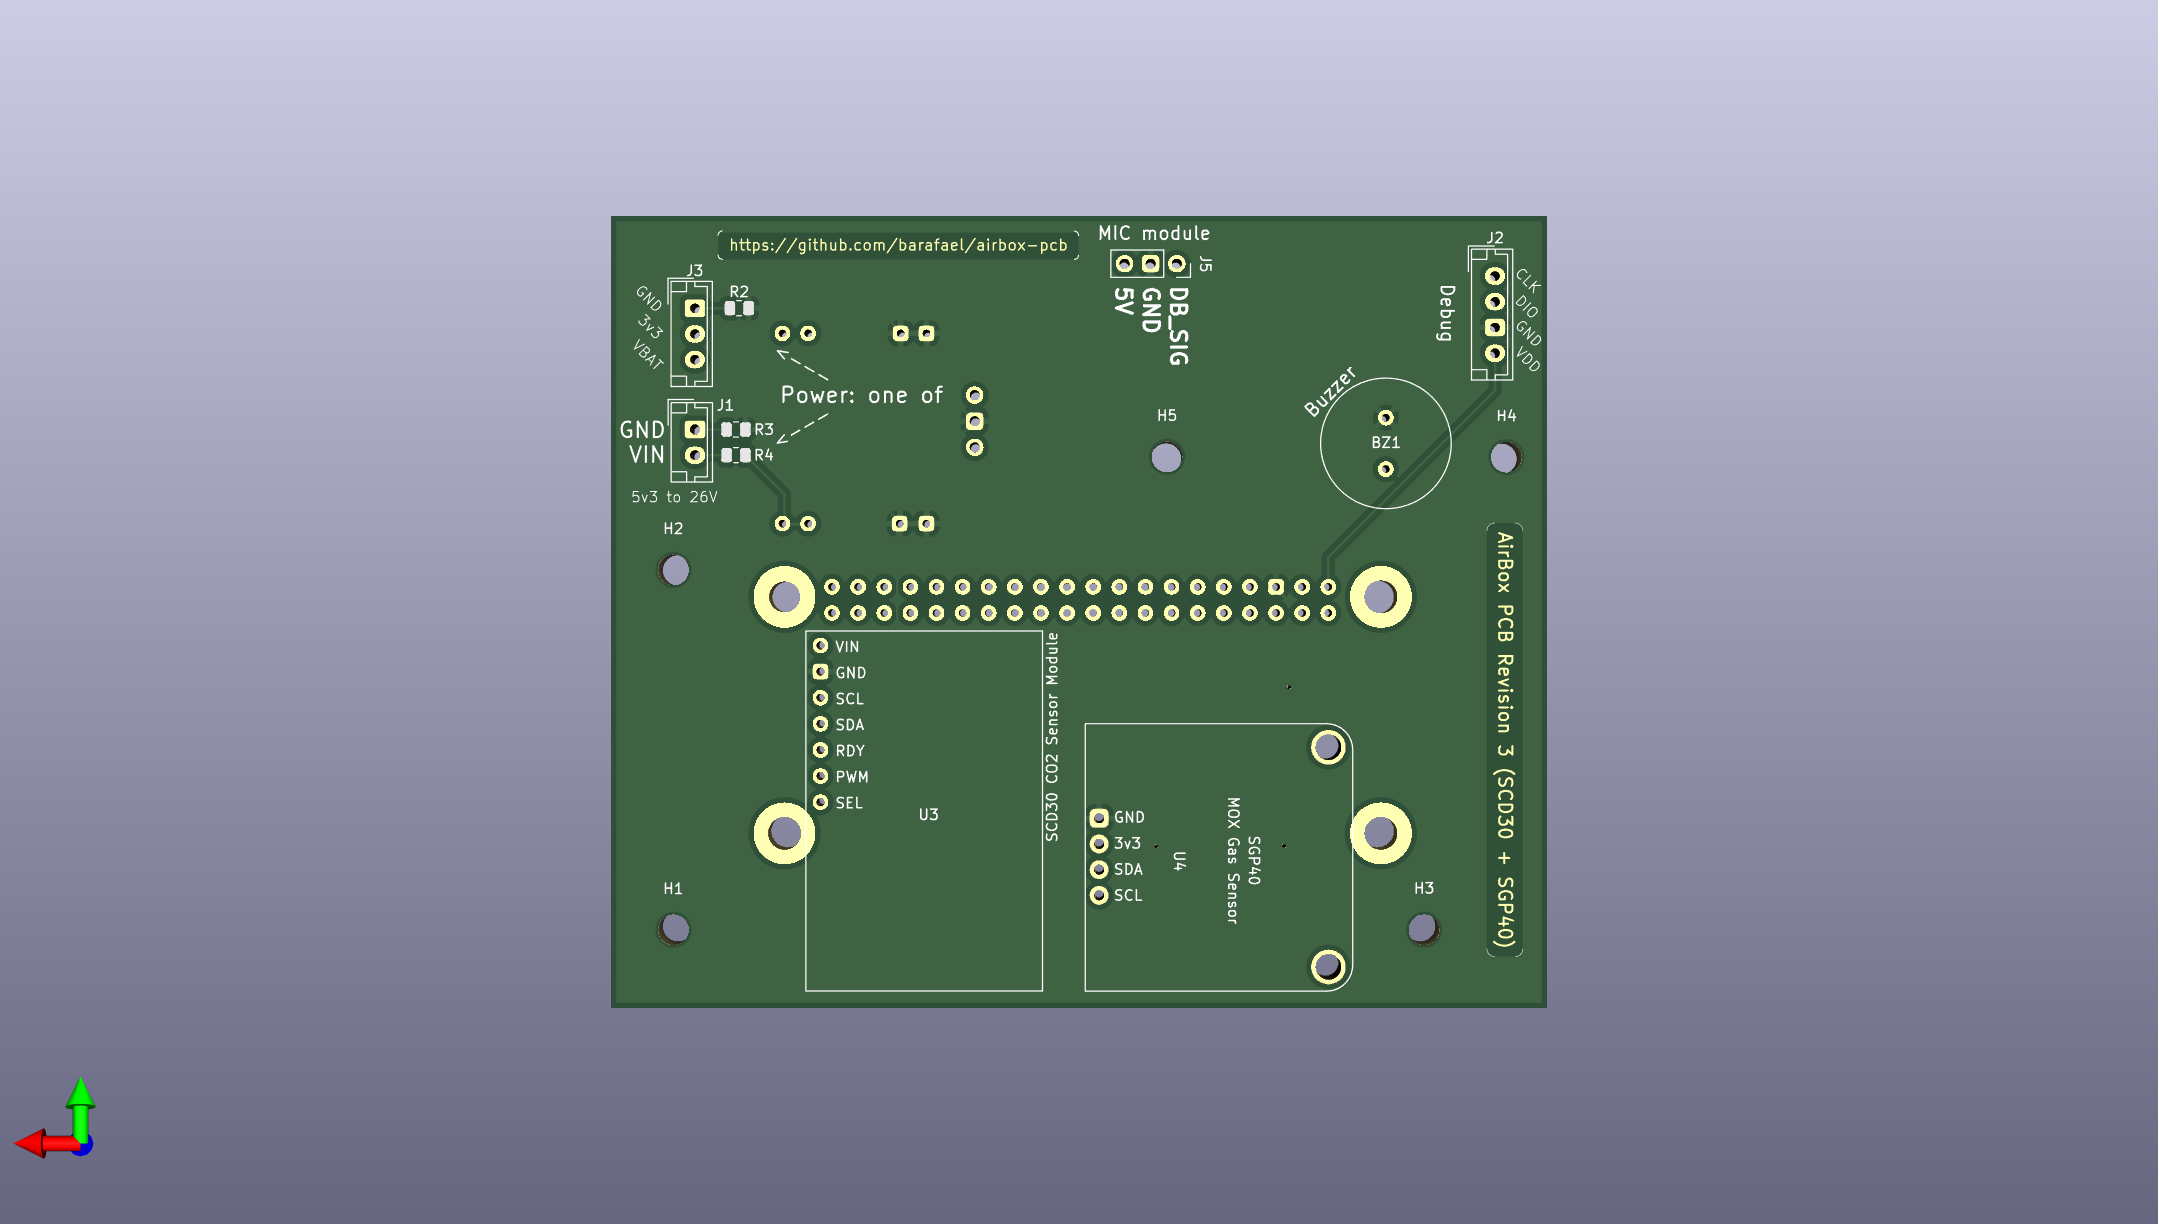 MIC module
https://github.com/barafael/airbox-pcb
J2
J5
J3
R2
GND
3v3
VBAT
5V
GND
DB_SIG
Debug
CLK
DIO
GND
VDD
Power: one of
Buzzer
J1
GND
VIN
R3
R4
5v3 to 26V
H5
BZ1
H4
H2
AirBox PCB Revision 3 (SCD30 + SGP40)
VIN
GND
SCL
SDA
RDY
PWM
SEL
U3
SCD30 CO2 Sensor Module
GND
3v3
SDA
SCL
U4
SGP40
MOX Gas Sensor
H1
H3